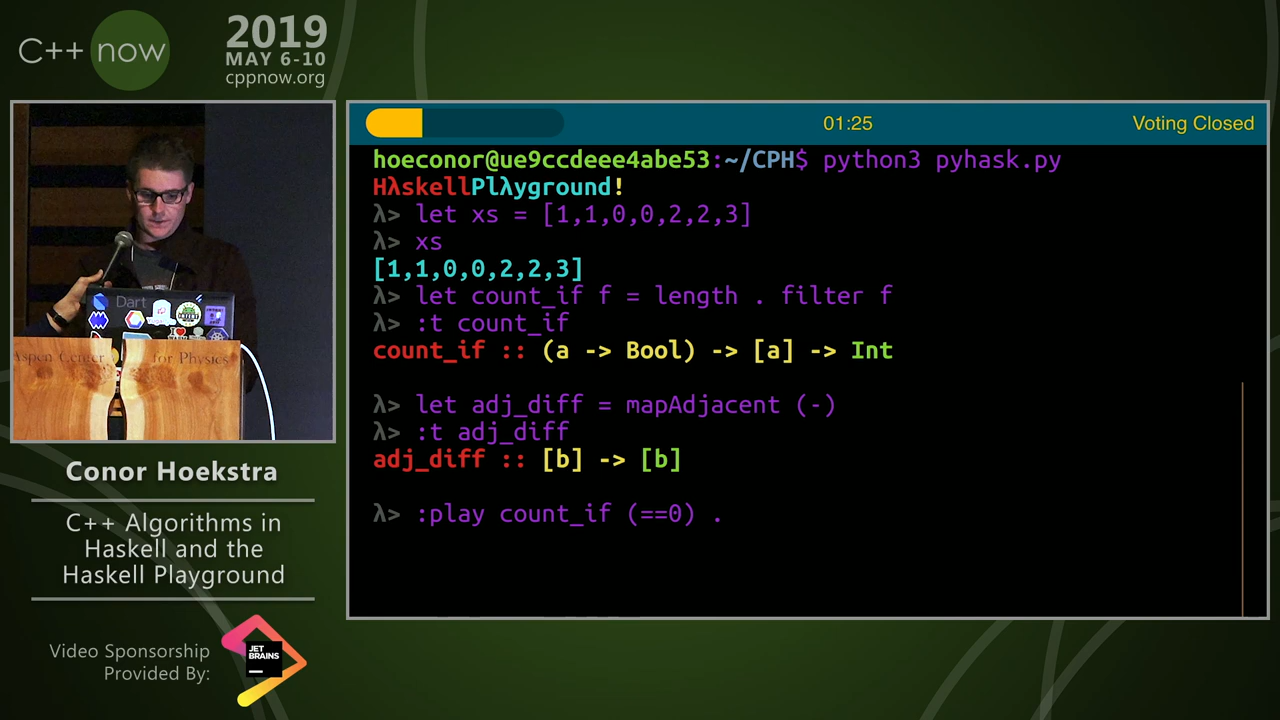 C++ now
2019
MAY 6-10
cppnow.org
01:25
Voting Closed
hoeconor@ue9ccdeee4abe53:~/CPH$ python3 pyhask.py
HλskellPlλyground!
λ> let xs = [1,1,0,0,2,2,3]
λ> xs
[1,1,0,0,2,2,3]
λ> let count_if f = length . filter f
λ> :t count_if
count_if :: (a -> Bool) -> [a] -> Int
λ> let adj_diff = mapAdjacent (-)
λ> :t adj_diff
adj_diff :: [b] -> [b]
λ> :play count_if (==0) .
Dart
Aspen Center for Physics
Conor Hoekstra
C++ Algorithms in
Haskell and the
Haskell Playground
Video Sponsorship
Provided By:
JET
BRAINS